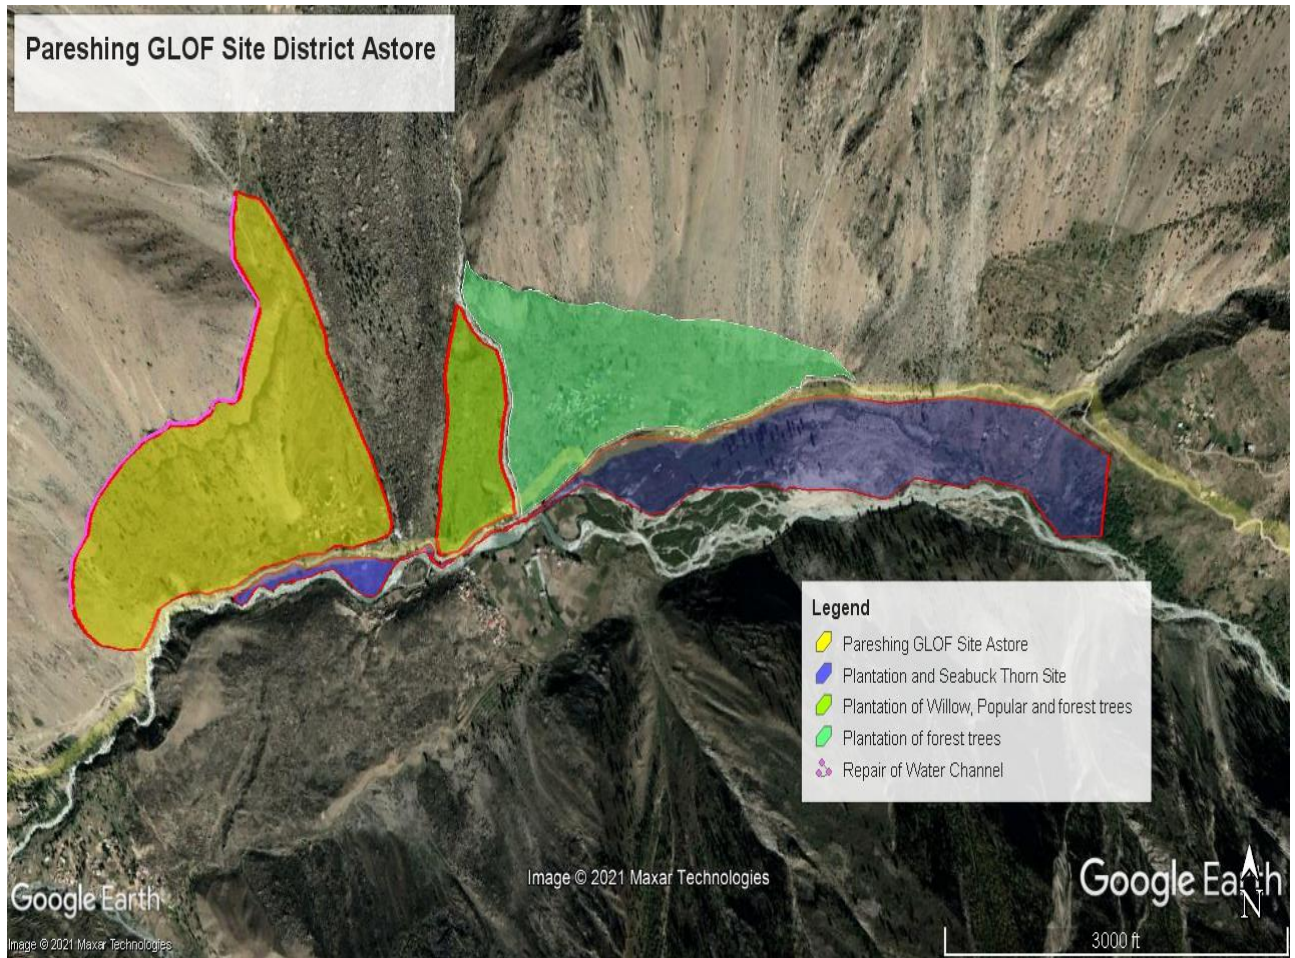 Pareshing GLOF Site District Astore
Legend
Pareshing GLOF Site Astore
Plantation and Seabuck Thorn Site
Plantation of Willow, Popular and forest trees
Plantation of forest trees
Repair of Water Channel
Image © 2021 Maxar Technologies
Google Earth
Google Earth
N
Image © 2021 Maxar Technologies
3000 ft